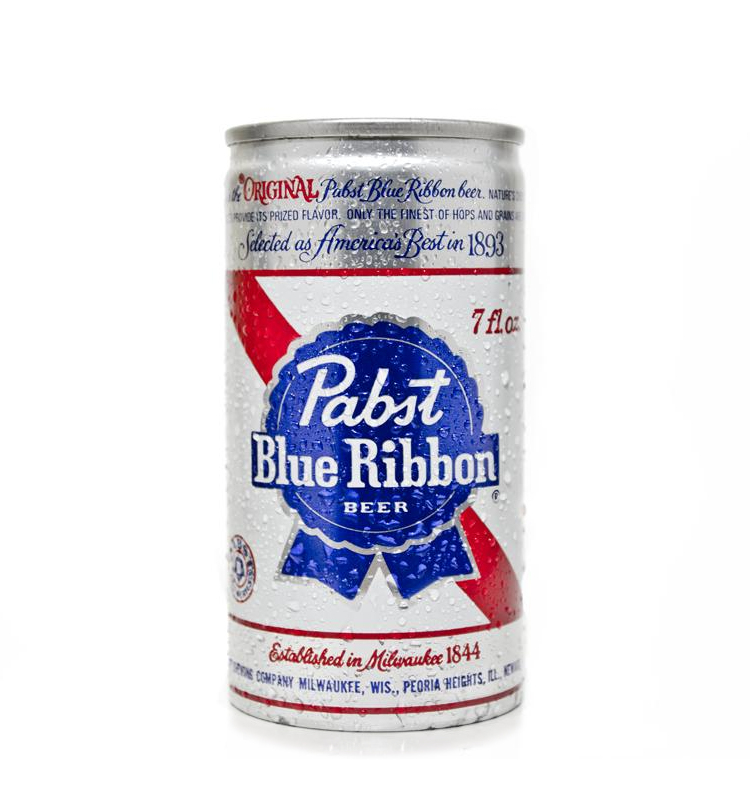 the ORIGINAL Pabst Blue Ribbon beer. NATURE'S
PROVIDE ITS PRIZED FLAVOR. ONLY THE FINEST OF HOPS AND GRAINS
Selected as America's Best in 1893
7 fl. oz.
Pabst
Blue Ribbon
®
BEER
Established in Milwaukee 1844
COMPANY MILWAUKEE, WIS., PEORIA HEIGHTS, ILL.,